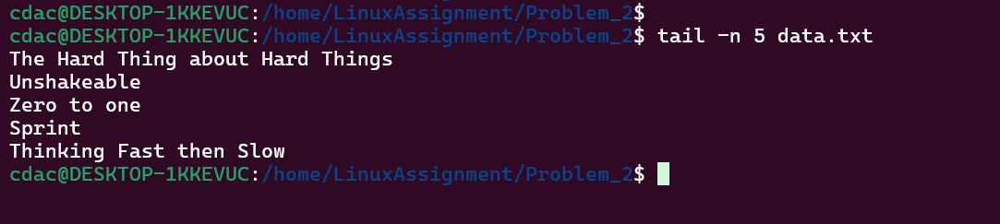 cdac@DESKTOP-1KKEVUC:/home/LinuxAssignment/Problem_2$
cdac@DESKTOP-1KKEVUC:/home/LinuxAssignment/Problem_2$ tail -n 5 data.txt
The Hard Thing about Hard Things
Unshakeable
Zero to one
Sprint
Thinking Fast then Slow
cdac@DESKTOP-1KKEVUC:/home/LinuxAssignment/Problem_2$